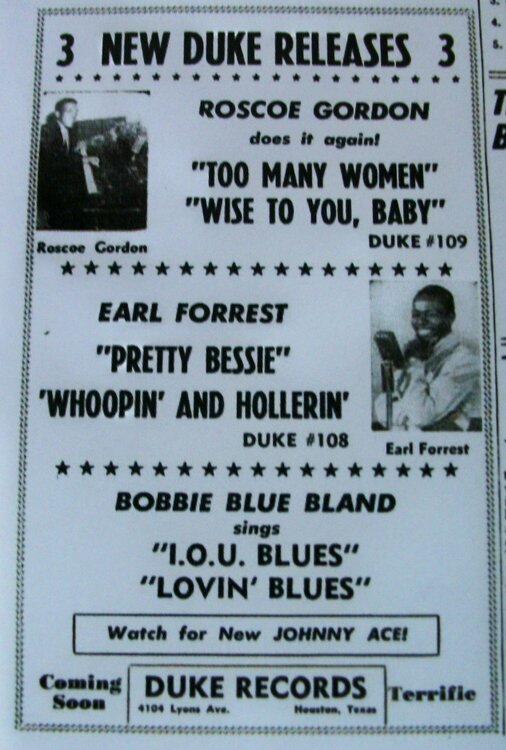 3 NEW DUKE RELEASES 3
ROSCOE GORDON
does it again!
"TOO MANY WOMEN"
"WISE TO YOU, BABY"
DUKE #109
Roscoe Gordon
EARL FORREST
"PRETTY BESSIE"
'WHOOPIN' AND HOLLERIN'
DUKE #108
Earl Forrest
BOBBIE BLUE BLAND
sings
"I.O.U. BLUES"
"LOVIN' BLUES"
Watch for New JOHNNY ACE!
Coming Soon
DUKE RECORDS
4104 Lyons Ave. Houston, Texas
Terrific
4.
5.